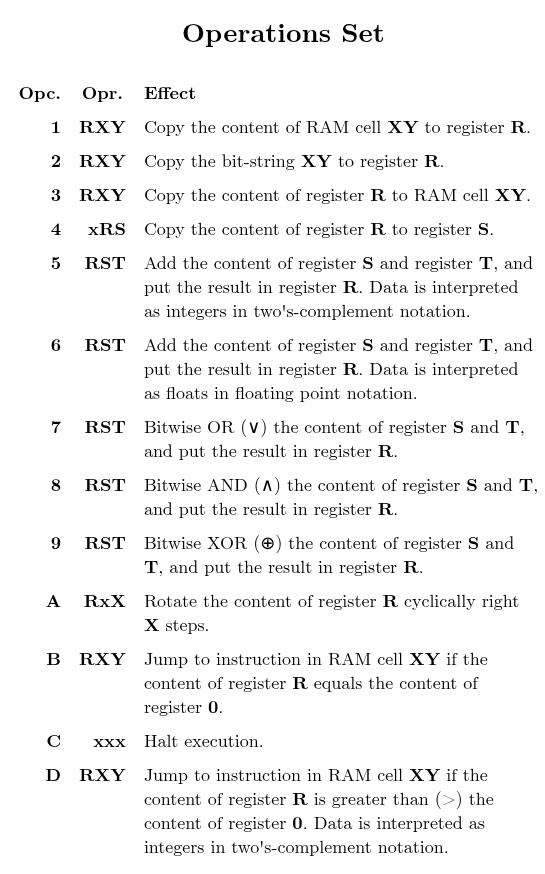 Operations Set
Opc. Opr. Effect
1 RXY Copy the content of RAM cell XY to register R.
2 RXY Copy the bit-string XY to register R.
3 RXY Copy the content of register R to RAM cell XY.
4 xRS Copy the content of register R to register S.
5 RST Add the content of register S and register T, and
put the result in register R. Data is interpreted
as integers in two's-complement notation.
6 RST Add the content of register S and register T, and
put the result in register R. Data is interpreted
as floats in floating point notation.
7 RST Bitwise OR (∨) the content of register S and T,
and put the result in register R.
8 RST Bitwise AND (∧) the content of register S and T,
and put the result in register R.
9 RST Bitwise XOR (⊕) the content of register S and
T, and put the result in register R.
A RxX Rotate the content of register R cyclically right
X steps.
B RXY Jump to instruction in RAM cell XY if the
content of register R equals the content of
register 0.
C xxx Halt execution.
D RXY Jump to instruction in RAM cell XY if the
content of register R is greater than (>) the
content of register 0. Data is interpreted as
integers in two's-complement notation.